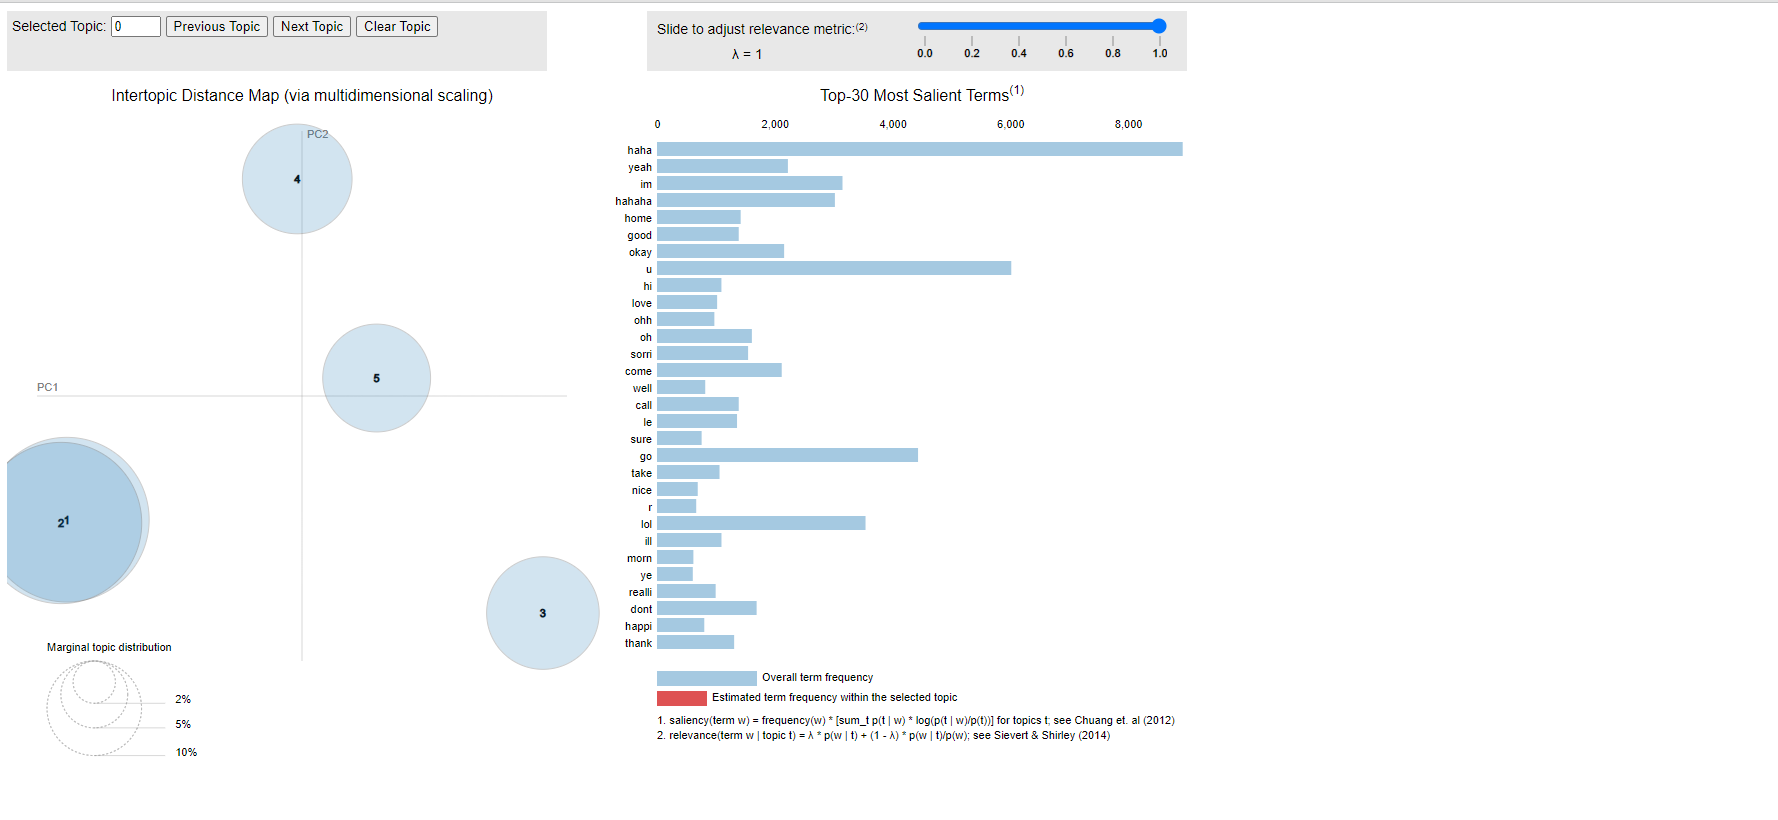 Selected Topic: 0 Previous Topic Next Topic Clear Topic
Slide to adjust relevance metric:(2)
λ = 1
0.0 0.2 0.4 0.6 0.8 1.0
Intertopic Distance Map (via multidimensional scaling)
PC2
4
5
PC1
2 1
3
Marginal topic distribution
2%
5%
10%
Top-30 Most Salient Terms(1)
0 2,000 4,000 6,000 8,000
haha
yeah
im
hahaha
home
good
okay
u
hi
love
ohh
oh
sorri
come
well
call
le
sure
go
take
nice
r
lol
ill
morn
ye
realli
dont
happi
thank
Overall term frequency
Estimated term frequency within the selected topic
1. saliency(term w) = frequency(w) * [sum_t p(t | w) * log(p(t | w)/p(t))] for topics t; see Chuang et. al (2012)
2. relevance(term w | topic t) = λ * p(w | t) + (1 - λ) * p(w | t)/p(w); see Sievert & Shirley (2014)